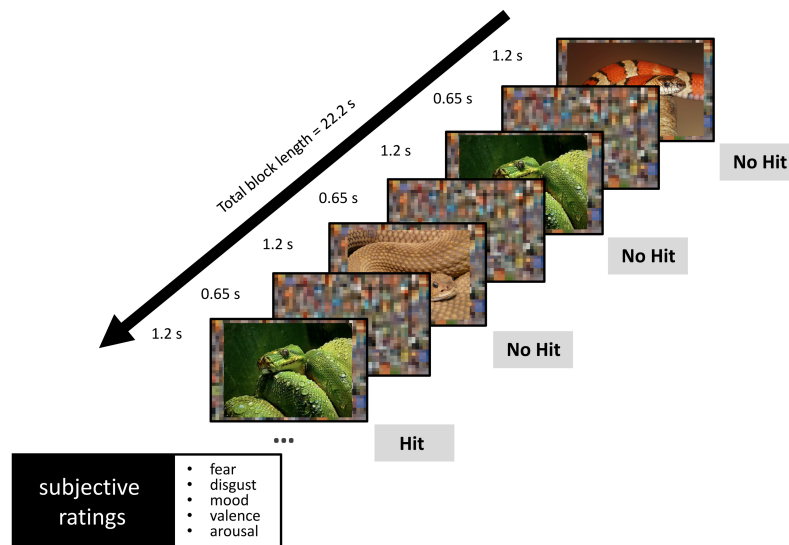 1.2 s
0.65 s
1.2 s
0.65 s
1.2 s
0.65 s
1.2 s
Total block length = 22.2 s
No Hit
No Hit
No Hit
Hit
...
subjective
ratings
• fear
• disgust
• mood
• valence
• arousal